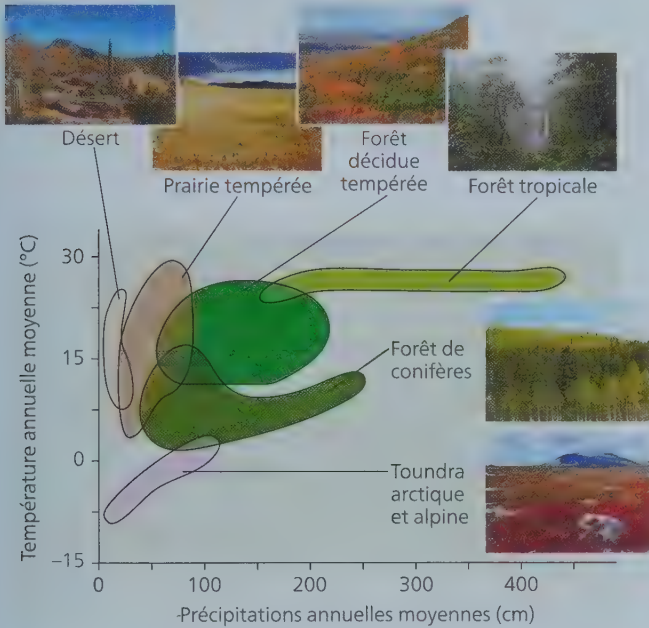 Désert
Prairie tempérée
Forêt
décidue
tempérée
Forêt tropicale
Température annuelle moyenne (°C)
30
15
0
−15
Forêt de
conifères
Toundra
arctique
et alpine
0
100
200
300
400
Précipitations annuelles moyennes (cm)